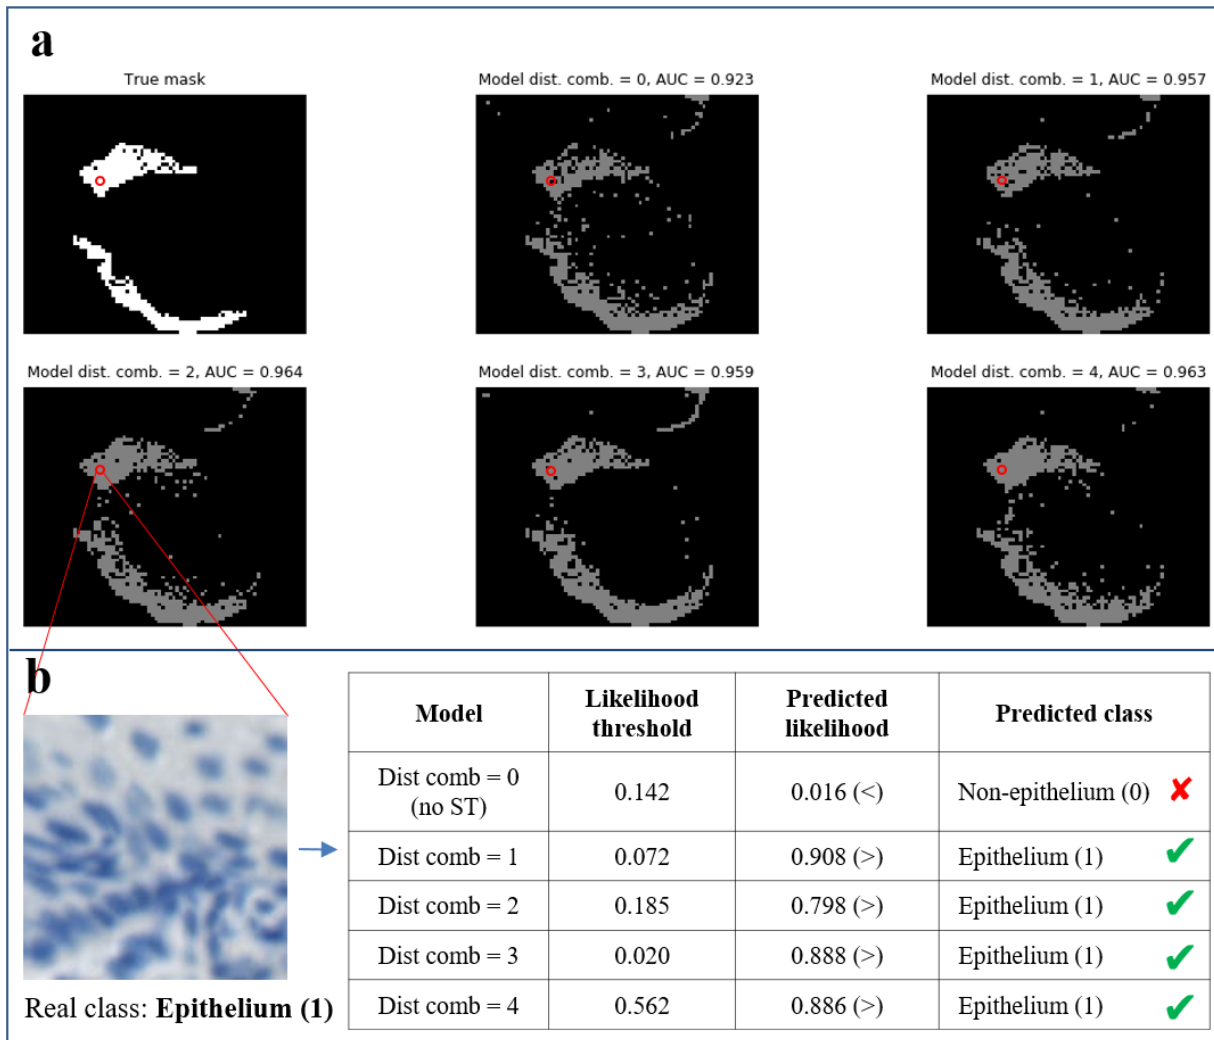 a
True mask
Model dist. comb. = 0, AUC = 0.923
Model dist. comb. = 1, AUC = 0.957
Model dist. comb. = 2, AUC = 0.964
Model dist. comb. = 3, AUC = 0.959
Model dist. comb. = 4, AUC = 0.963
b
Real class: Epithelium (1)
Model
Likelihood
threshold
Predicted
likelihood
Predicted class
Dist comb = 0
(no ST)
0.142
0.016 (<)
Non-epithelium (0) ✘
Dist comb = 1
0.072
0.908 (>)
Epithelium (1) ✔
Dist comb = 2
0.185
0.798 (>)
Epithelium (1) ✔
Dist comb = 3
0.020
0.888 (>)
Epithelium (1) ✔
Dist comb = 4
0.562
0.886 (>)
Epithelium (1) ✔